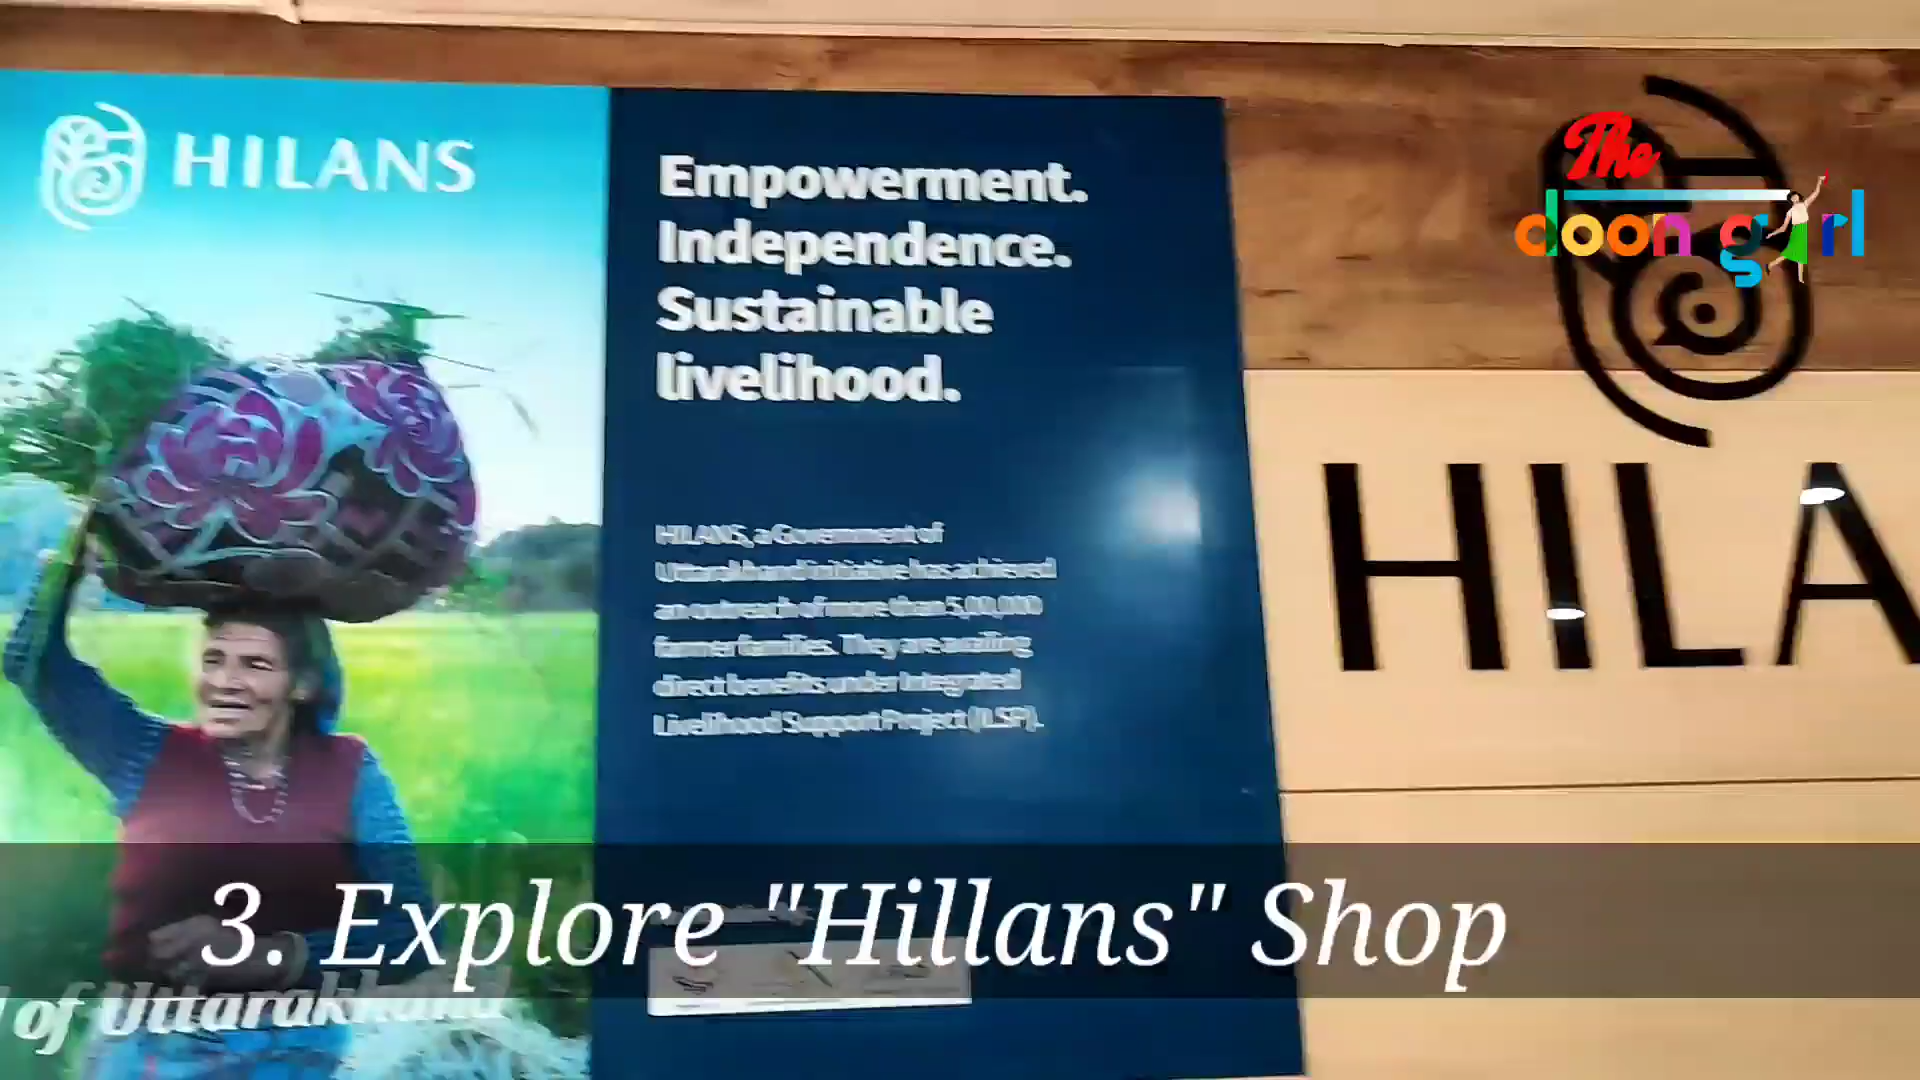 HILANS
Empowerment.
Independence.
Sustainable
livelihood.
HILANS, a Government of
Uttarakhand initiative has achieved
an outreach of more than 5,00,000
farmer families. They are availing
direct benefits under Integrated
Livelihood Support Project (ILSP).
The
doon girl
HILA
3. Explore "Hillans" Shop
of Uttarakhand